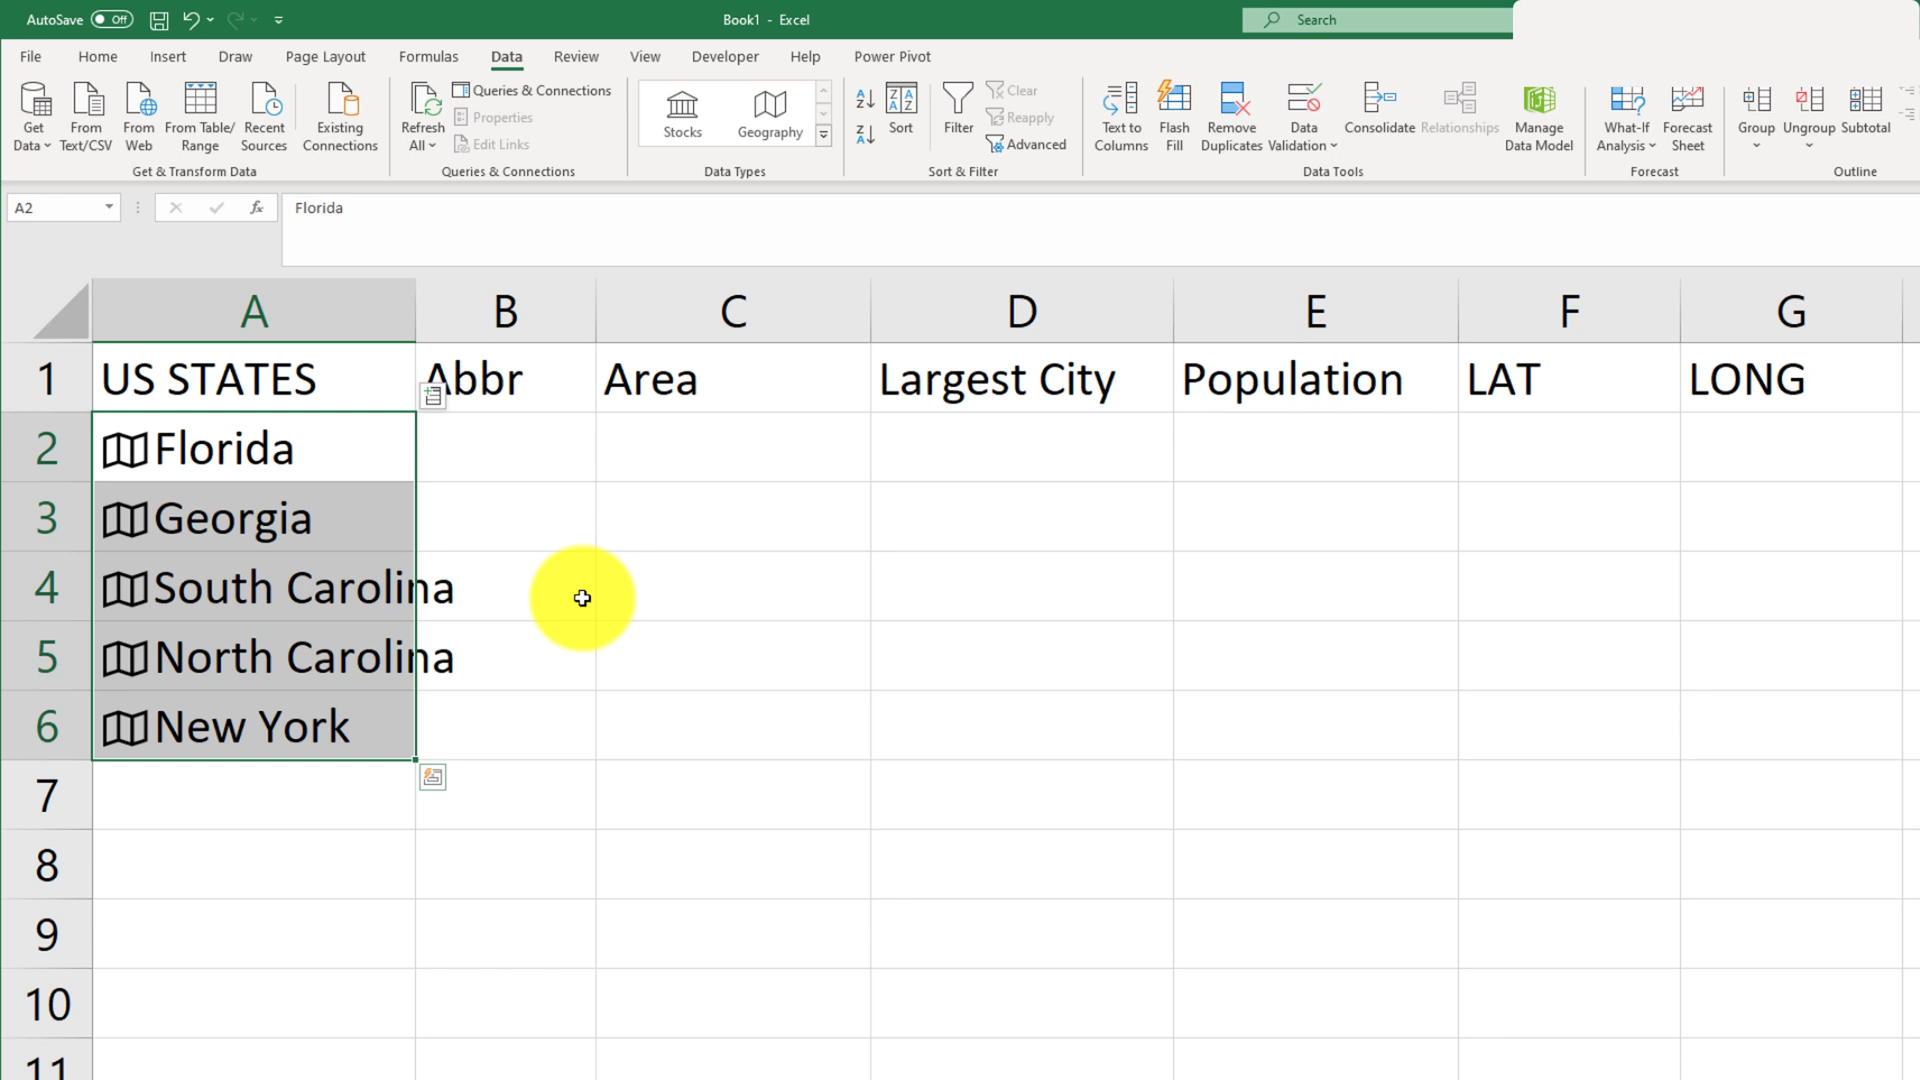 AutoSave Off Book1 - Excel Search
File Home Insert Draw Page Layout Formulas Data Review View Developer Help Power Pivot
Get Data From Text/CSV From Web From Table/ Range Recent Sources Existing Connections
Get & Transform Data
Refresh All Queries & Connections
Properties
Edit Links
Queries & Connections
Stocks Geography
Data Types
Sort Filter Clear
Reapply
Advanced
Sort & Filter
Text to Columns Flash Fill Remove Duplicates Data Validation Consolidate Relationships Manage Data Model
Data Tools
What-If Analysis Forecast Sheet
Forecast
Group Ungroup Subtotal
Outline
A2 fx Florida
A B C D E F G
1 US STATES Abbr Area Largest City Population LAT LONG
2 Florida
3 Georgia
4 South Carolina
5 North Carolina
6 New York
7
8
9
10
11